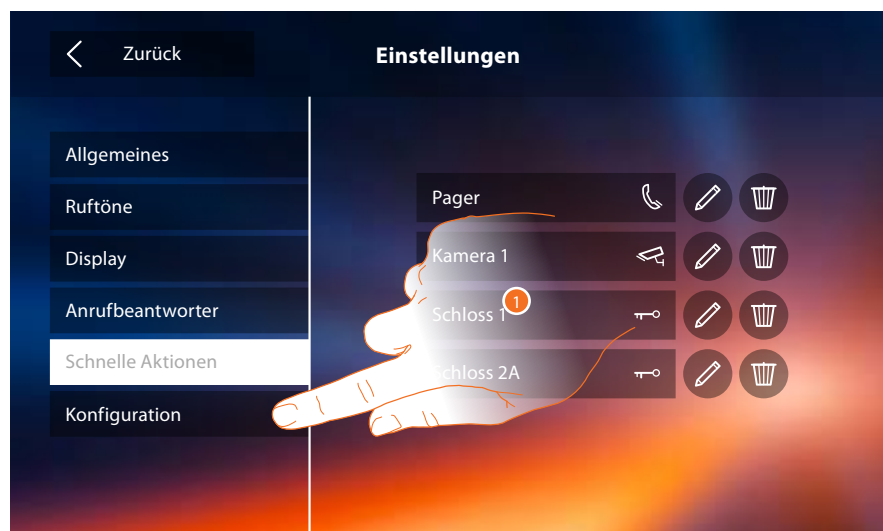 Zurück
Einstellungen
Allgemeines
Ruftöne
Display
Anrufbeantworter
Schnelle Aktionen
Konfiguration
Pager
Kamera 1
Schloss 1
1
Schloss 2A